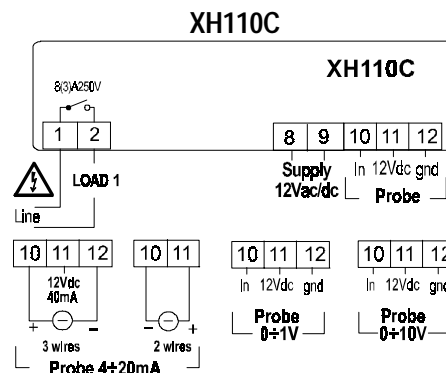 XH110C
XH110C
8(3)A250V
1 2
8 9 10 11 12
LOAD 1
Supply
12Vac/dc
In 12Vdc gnd
Probe
Line
10 11 12
12Vdc
40mA
+ -
3 wires
10 11
- +
2 wires
Probe 4÷20mA
10 11 12
In 12Vdc gnd
Probe
0÷1V
10 11 12
In 12Vdc gnd
Probe
0÷10V